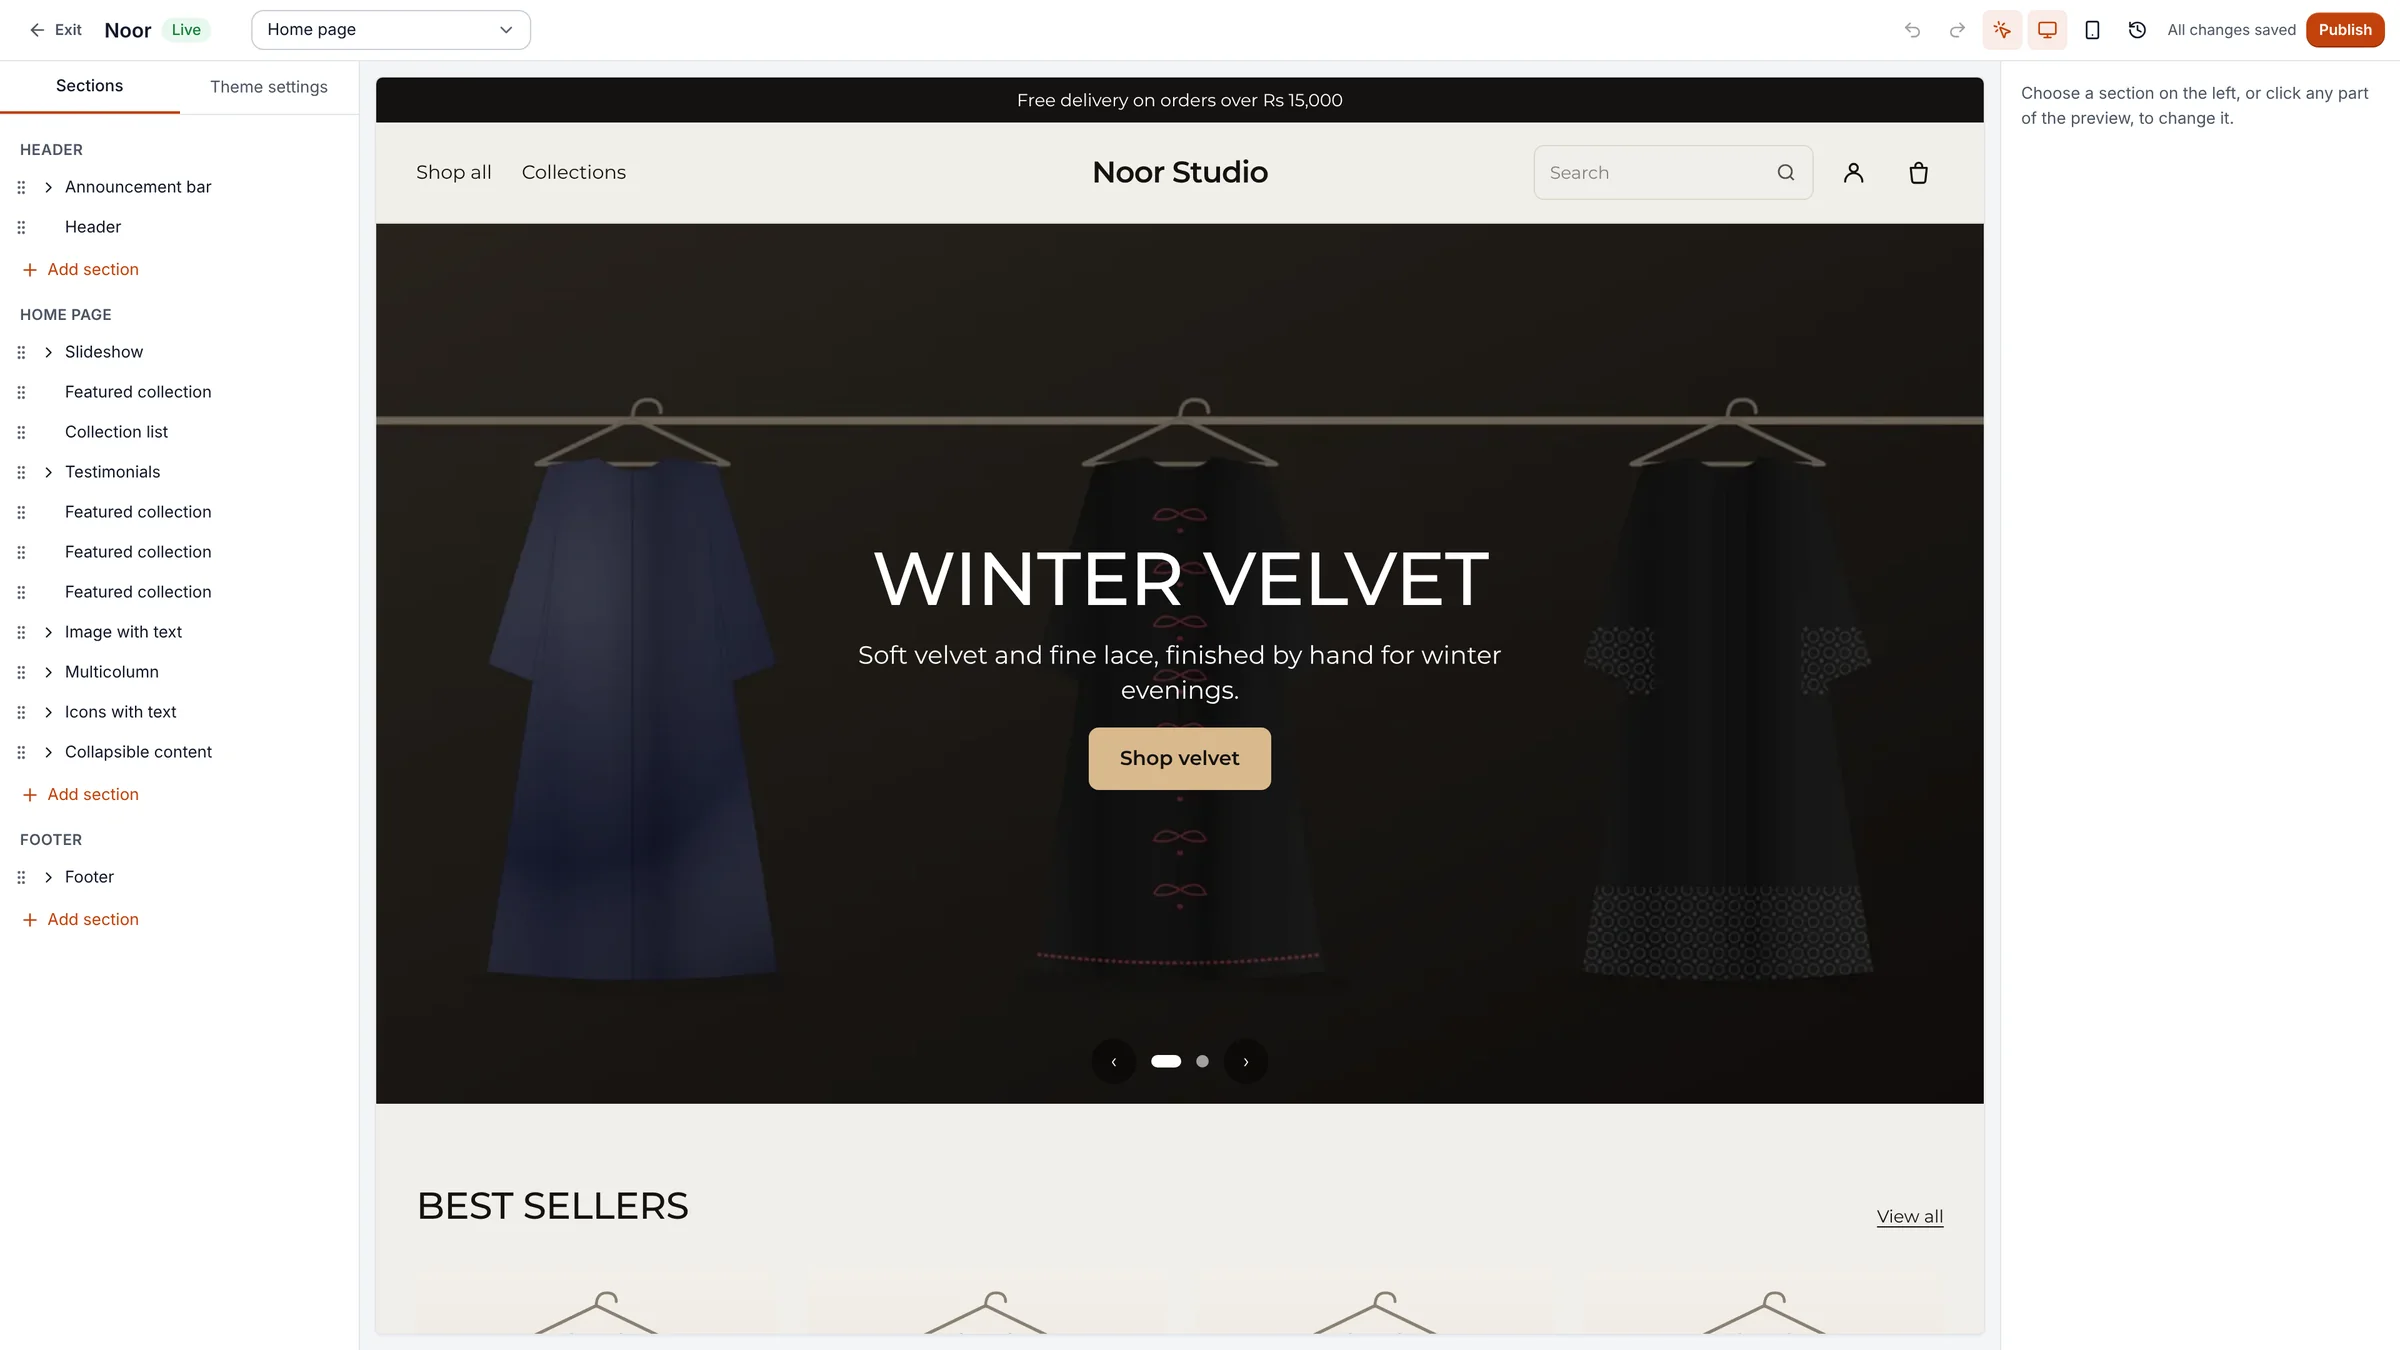 Exit
Noor
Live
Home page
All changes saved
Publish
Sections
Theme settings
HEADER
Announcement bar
Header
Add section
HOME PAGE
Slideshow
Featured collection
Collection list
Testimonials
Featured collection
Featured collection
Featured collection
Image with text
Multicolumn
Icons with text
Collapsible content
Add section
FOOTER
Footer
Add section
Free delivery on orders over Rs 15,000
Shop all
Collections
Noor Studio
Search
WINTER VELVET
Soft velvet and fine lace, finished by hand for winter
evenings.
Shop velvet
BEST SELLERS
View all
Choose a section on the left, or click any part
of the preview, to change it.